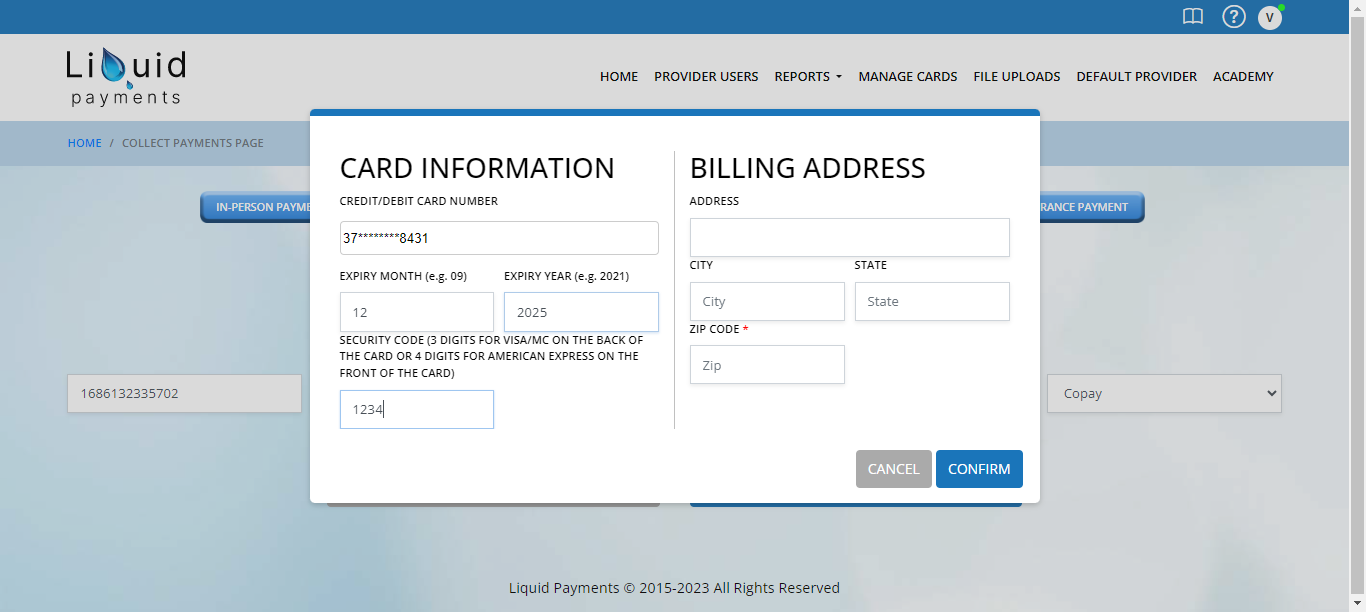 ?
V
Liquid
payments
HOME PROVIDER USERS REPORTS MANAGE CARDS FILE UPLOADS DEFAULT PROVIDER ACADEMY
HOME / COLLECT PAYMENTS PAGE
IN-PERSON PAYME
RANCE PAYMENT
CARD INFORMATION
CREDIT/DEBIT CARD NUMBER
37********8431
EXPIRY MONTH (e.g. 09) EXPIRY YEAR (e.g. 2021)
12 2025
SECURITY CODE (3 DIGITS FOR VISA/MC ON THE BACK OF
THE CARD OR 4 DIGITS FOR AMERICAN EXPRESS ON THE
FRONT OF THE CARD)
1234
BILLING ADDRESS
ADDRESS
CITY STATE
City State
ZIP CODE *
Zip
CANCEL CONFIRM
1686132335702
Copay
Liquid Payments © 2015-2023 All Rights Reserved